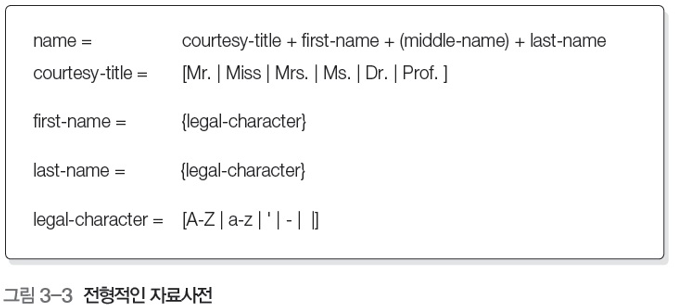 name = courtesy-title + first-name + (middle-name) + last-name
courtesy-title = [Mr. | Miss | Mrs. | Ms. | Dr. | Prof. ]
first-name = {legal-character}
last-name = {legal-character}
legal-character = [A-Z | a-z | ' | - | |]
그림 3-3 전형적인 자료사전